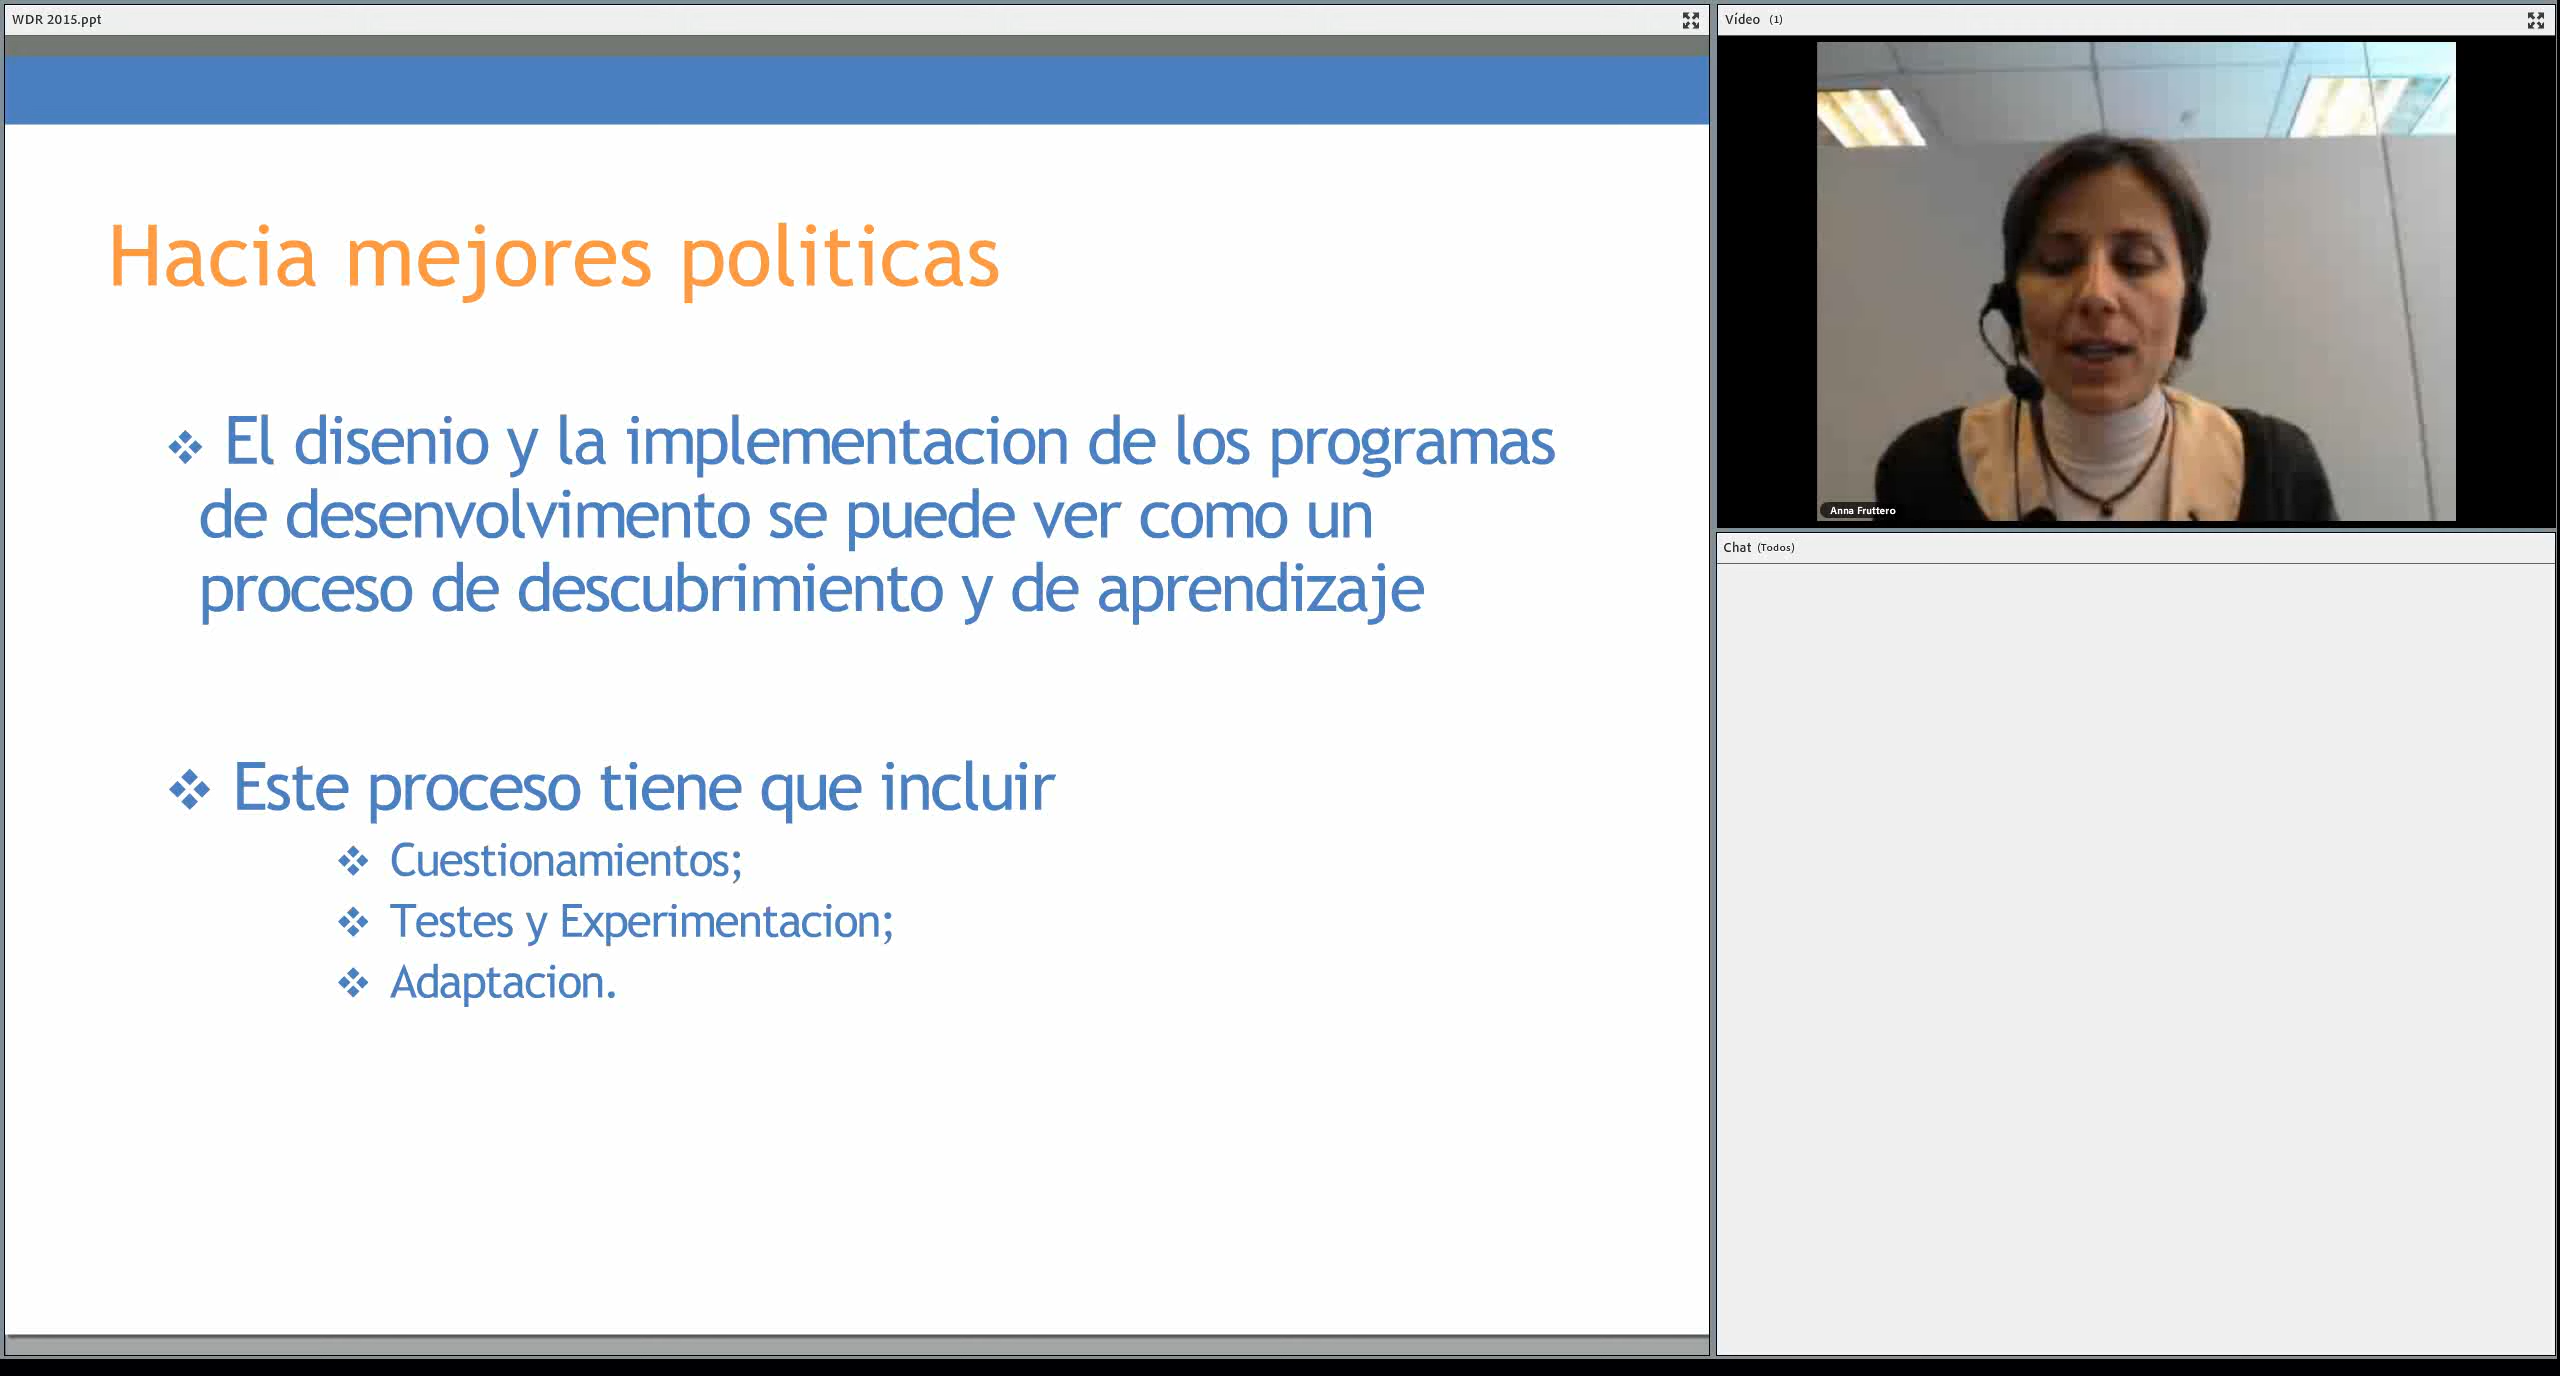 WDR 2015.ppt
Hacia mejores politicas
❖ El disenio y la implementacion de los programas
de desenvolvimento se puede ver como un
proceso de descubrimiento y de aprendizaje
❖ Este proceso tiene que incluir
❖ Cuestionamientos;
❖ Testes y Experimentacion;
❖ Adaptacion.
Vídeo (1)
Anna Fruttero
Chat (Todos)